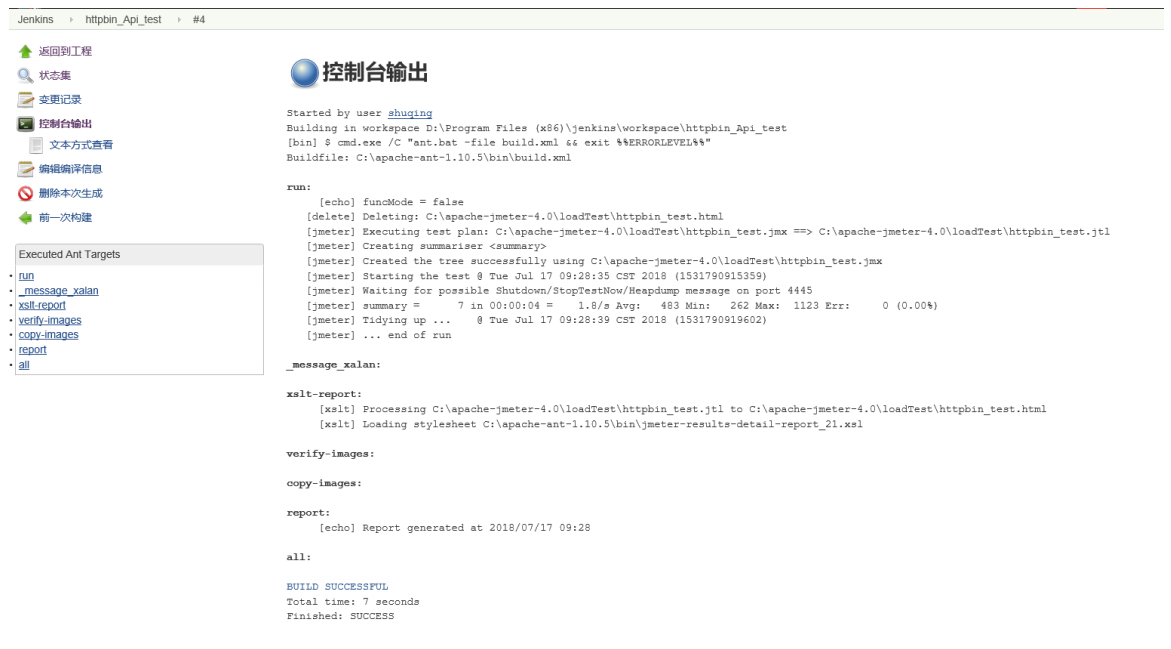 Jenkins httpbin_Api_test #4
返回到工程
状态集
变更记录
控制台输出
文本方式查看
编辑编译信息
删除本次生成
前一次构建
Executed Ant Targets
run
_message_xalan
xslt-report
verify-images
copy-images
report
all
控制台输出
Started by user shuqing
Building in workspace D:\Program Files (x86)\jenkins\workspace\httpbin_Api_test
[bin] $ cmd.exe /C "ant.bat -file build.xml && exit %%ERRORLEVEL%%"
Buildfile: C:\apache-ant-1.10.5\bin\build.xml
run:
[echo] funcMode = false
[delete] Deleting: C:\apache-jmeter-4.0\loadTest\httpbin_test.html
[jmeter] Executing test plan: C:\apache-jmeter-4.0\loadTest\httpbin_test.jmx ==> C:\apache-jmeter-4.0\loadTest\httpbin_test.jtl
[jmeter] Creating summariser <summary>
[jmeter] Created the tree successfully using C:\apache-jmeter-4.0\loadTest\httpbin_test.jmx
[jmeter] Starting the test @ Tue Jul 17 09:28:35 CST 2018 (1531790915359)
[jmeter] Waiting for possible Shutdown/StopTestNow/Heapdump message on port 4445
[jmeter] summary = 7 in 00:00:04 = 1.8/s Avg: 483 Min: 262 Max: 1123 Err: 0 (0.00%)
[jmeter] Tidying up ... @ Tue Jul 17 09:28:39 CST 2018 (1531790919602)
[jmeter] ... end of run
_message_xalan:
xslt-report:
[xslt] Processing C:\apache-jmeter-4.0\loadTest\httpbin_test.jtl to C:\apache-jmeter-4.0\loadTest\httpbin_test.html
[xslt] Loading stylesheet C:\apache-ant-1.10.5\bin\jmeter-results-detail-report_21.xsl
verify-images:
copy-images:
report:
[echo] Report generated at 2018/07/17 09:28
all:
BUILD SUCCESSFUL
Total time: 7 seconds
Finished: SUCCESS